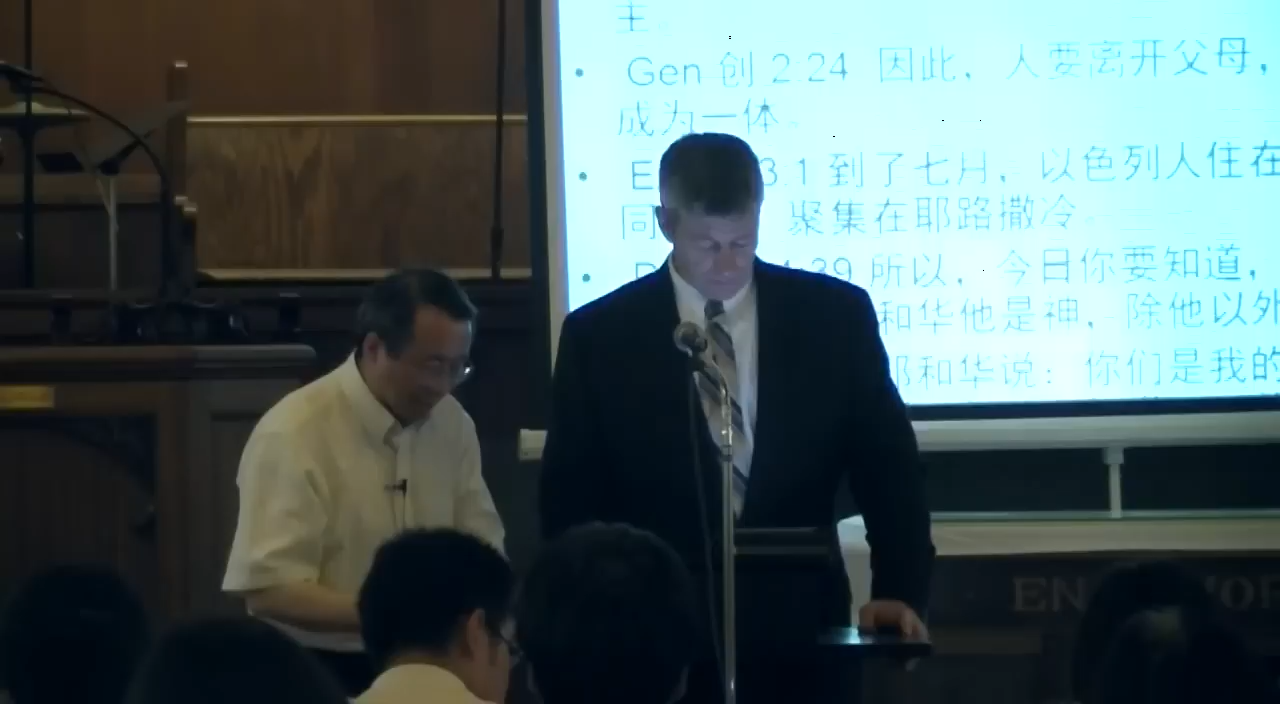 主。
• Gen 创 2:24 因此，人要离开父母，
成为一体。
• E 3:1 到了七月，以色列人住在
同 聚集在耶路撒冷。
• D 39 所以，今日你要知道，
和华他是神，除他以外
耶和华说：你们是我的
EN WOR